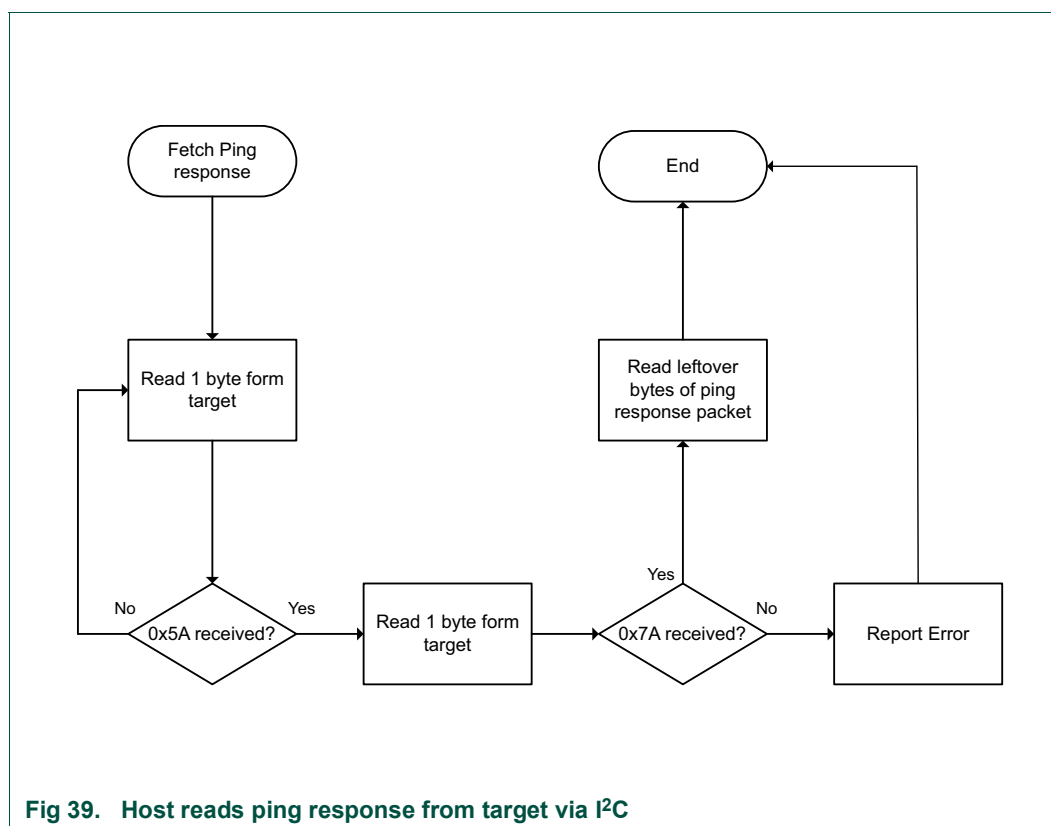 Fetch Ping
response
End
Read 1 byte form
target
Read leftover
bytes of ping
response packet
No
0x5A received?
Yes
Read 1 byte form
target
Yes
0x7A received?
No
Report Error
Fig 39. Host reads ping response from target via I²C